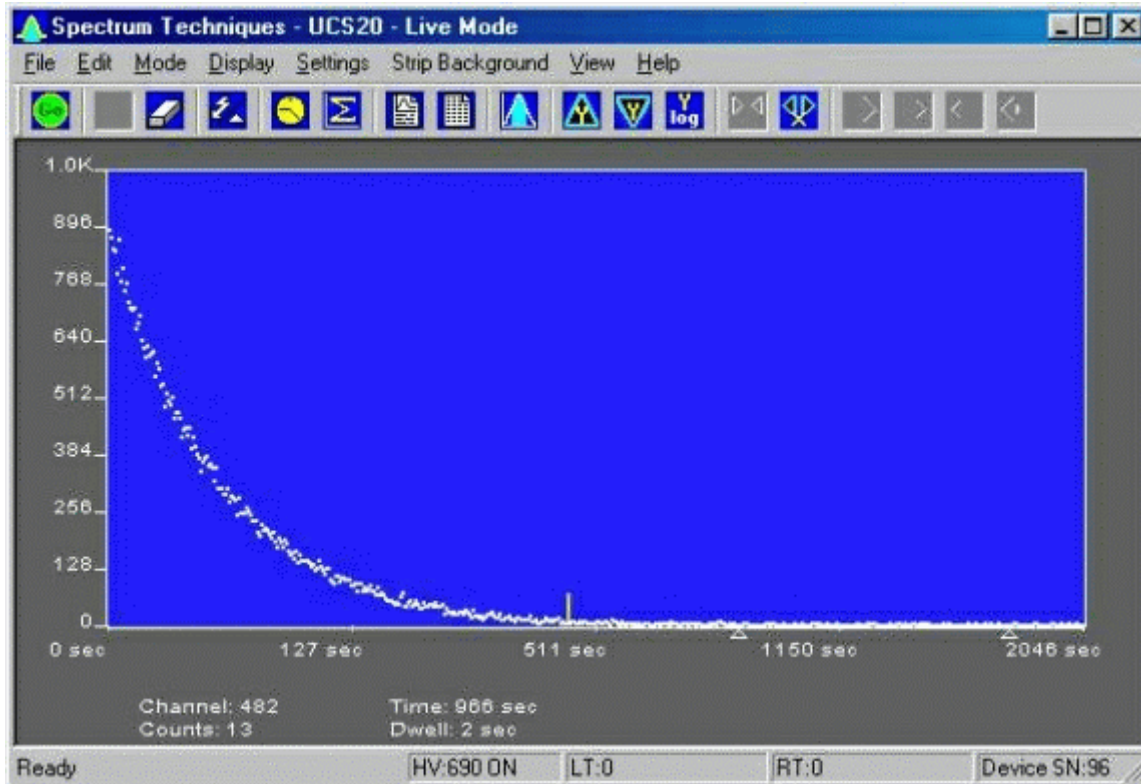 Spectrum Techniques - UCS20 - Live Mode
File Edit Mode Display Settings Strip Background View Help
Go Y Y Y log
1.0K
896
768
640
512
384
256
128
0
0 sec 127 sec 511 sec 1150 sec 2046 sec
Channel: 482 Time: 966 sec
Counts: 13 Dwell: 2 sec
Ready HV:690 ON LT:0 RT:0 Device SN:96